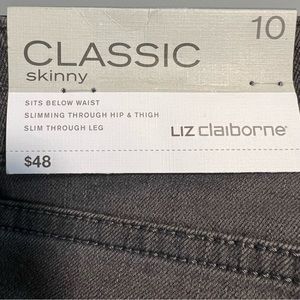 10
CLASSIC
skinny
SITS BELOW WAIST
SLIMMING THROUGH HIP & THIGH
SLIM THROUGH LEG
LIZ claiborne
$48